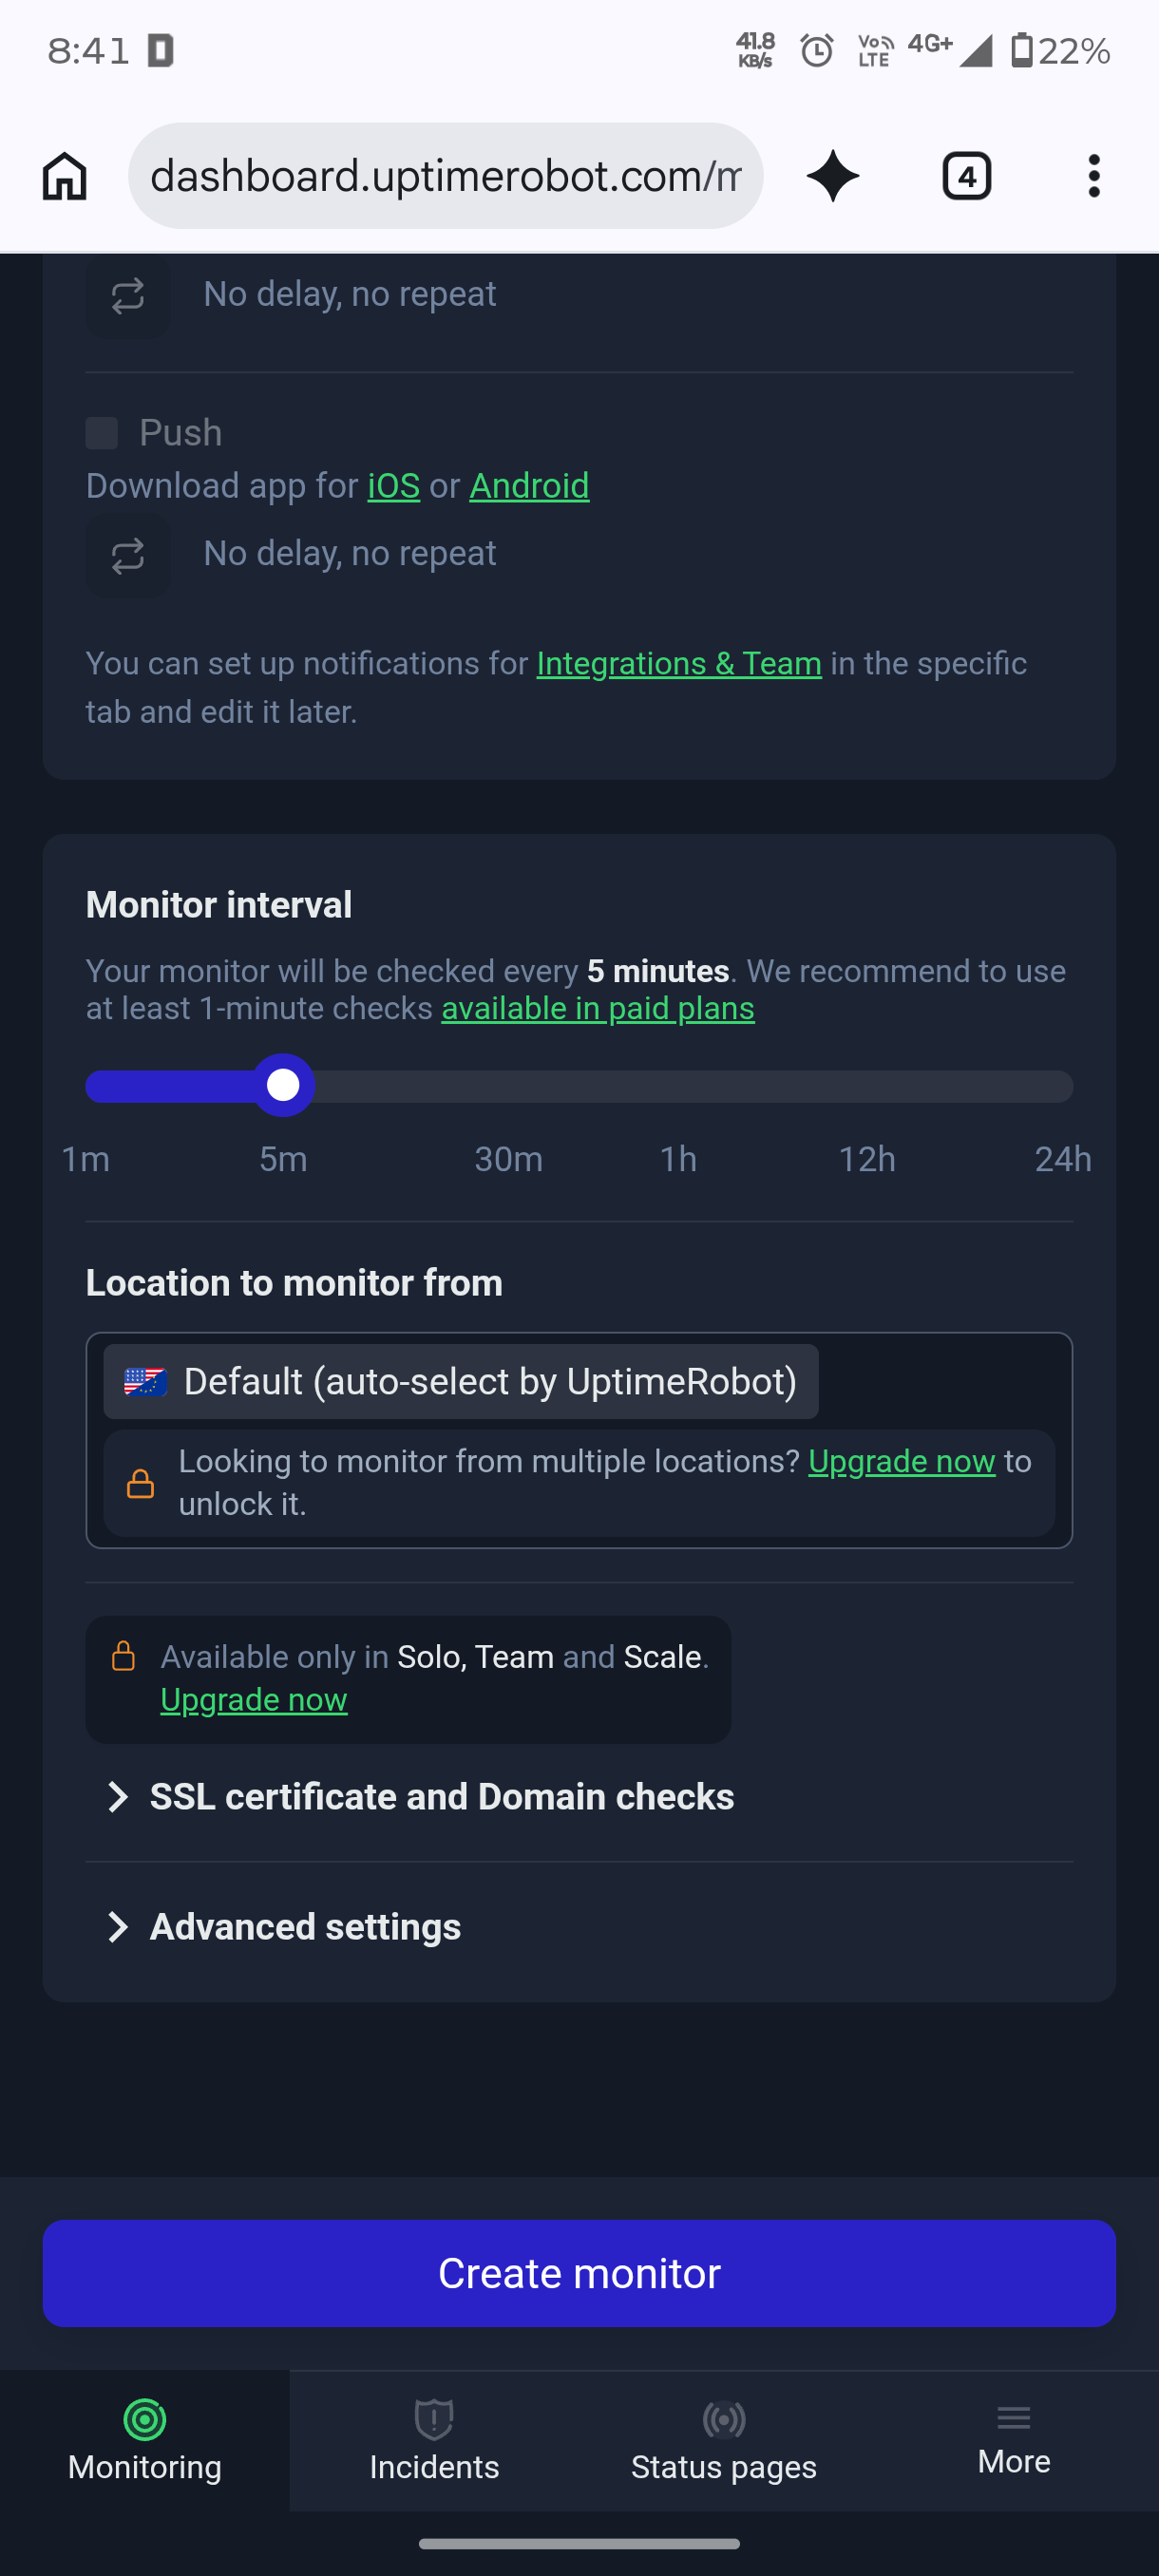 8:41
41.8
KB/s
Vo
LTE
4G+
22%
dashboard.uptimerobot.com/m
4
No delay, no repeat
Push
Download app for iOS or Android
No delay, no repeat
You can set up notifications for Integrations & Team in the specific
tab and edit it later.
Monitor interval
Your monitor will be checked every 5 minutes. We recommend to use
at least 1-minute checks available in paid plans
1m 5m 30m 1h 12h 24h
Location to monitor from
Default (auto-select by UptimeRobot)
Looking to monitor from multiple locations? Upgrade now to
unlock it.
Available only in Solo, Team and Scale.
Upgrade now
SSL certificate and Domain checks
Advanced settings
Create monitor
Monitoring Incidents Status pages More